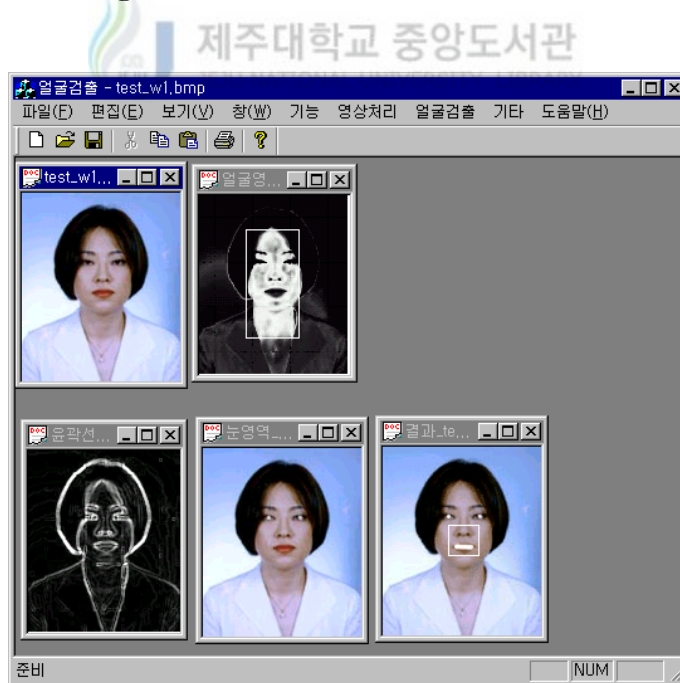 제주대학교 중앙도서관
얼굴검출 - test_w1.bmp
파일(F) 편집(E) 보기(V) 창(W) 기능 영상처리 얼굴검출 기타 도움말(H)
test_w1... 얼굴영...
윤곽선... 눈영역_... 결과_te...
준비 NUM